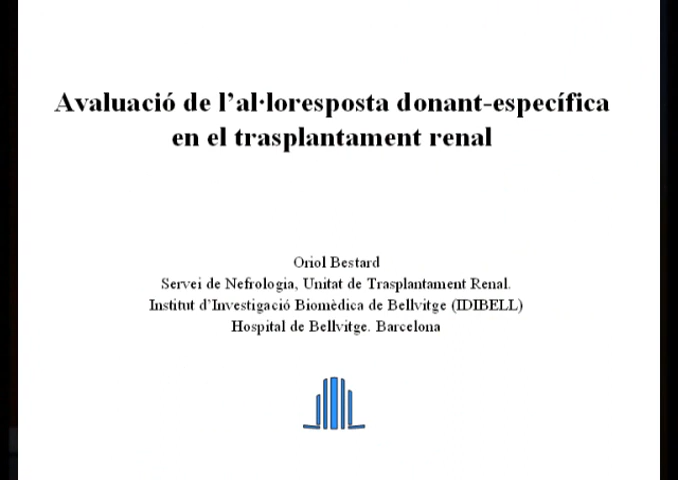 Avaluació de l'al·loresposta donant-específica
en el trasplantament renal
Oriol Bestard
Servei de Nefrologia, Unitat de Trasplantament Renal.
Institut d'Investigació Biomèdica de Bellvitge (IDIBELL)
Hospital de Bellvitge. Barcelona